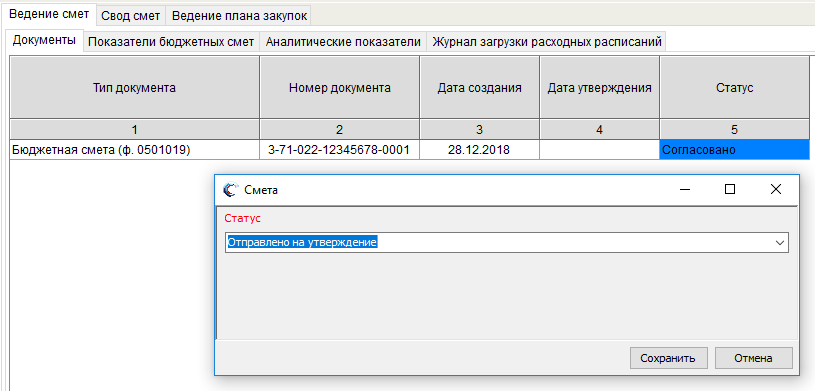 Ведение смет Свод смет Ведение плана закупок
Документы Показатели бюджетных смет Аналитические показатели Журнал загрузки расходных расписаний
Тип документа Номер документа Дата создания Дата утверждения Статус
1 2 3 4 5
Бюджетная смета (ф. 0501019) 3-71-022-12345678-0001 28.12.2018 Согласовано
Смета
Статус
Отправлено на утверждение
Сохранить Отмена